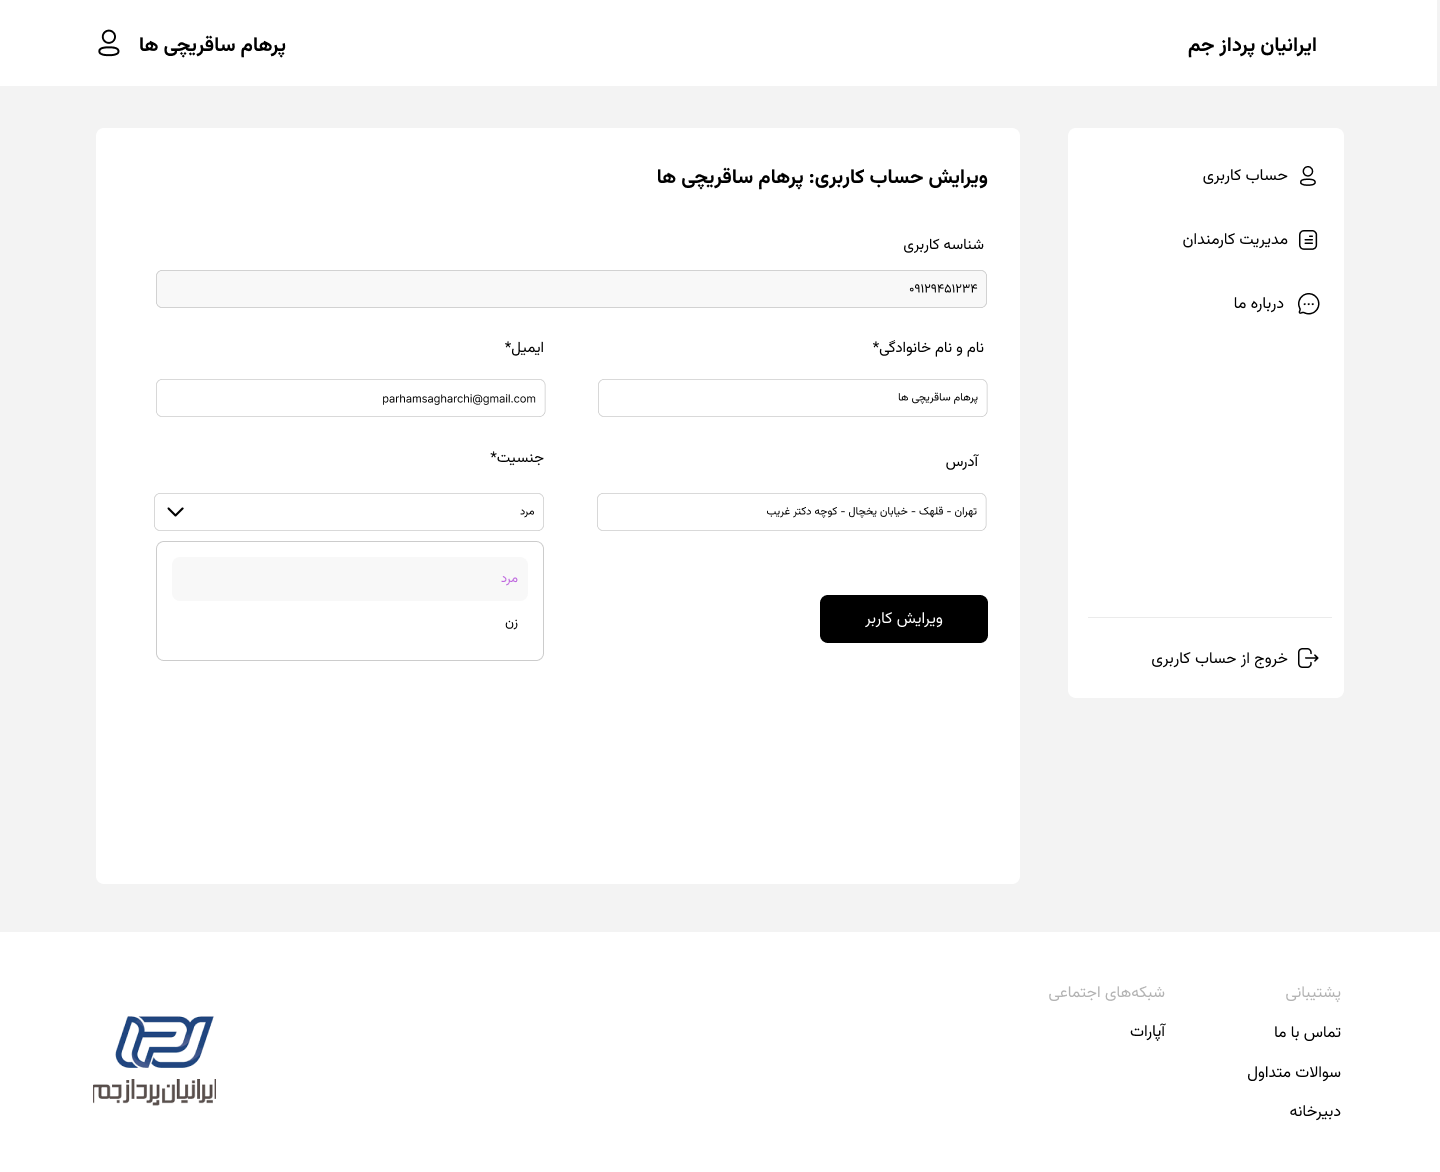 ایرانیان پرداز جم
پرهام ساقریچی ها
حساب کاربری
مدیریت کارمندان
درباره ما
خروج از حساب کاربری
ویرایش حساب کاربری: پرهام ساقریچی ها
شناسه کاربری
۰۹۱۲۹۴۵۱۲۳۴
نام و نام خانوادگی*
ایمیل*
پرهام ساقریچی ها
parhamsagharchi@gmail.com
آدرس
جنسیت*
تهران - قلهک - خیابان یخچال - کوچه دکتر غریب
مرد
مرد
زن
ویرایش کاربر
پشتیبانی
تماس با ما
سوالات متداول
دبیرخانه
شبکه‌های اجتماعی
آپارات
ایرانیان پرداز جم